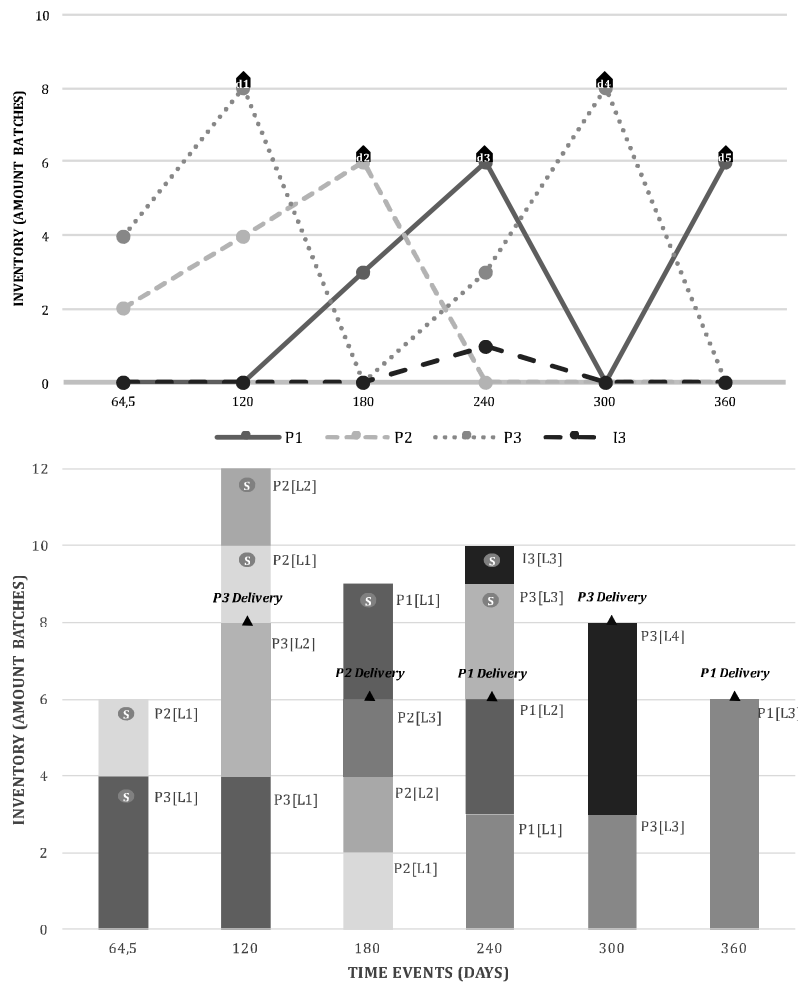 10
8
6
4
2
0
INVENTORY (AMOUNT BATCHES)
d1
d2
d3
d4
d5
64,5 120 180 240 300 360
P1 P2 P3 I3
12
10
8
6
4
2
0
INVENTORY (AMOUNT BATCHES)
S P2[L2]
S P2[L1]
P3 Delivery
P3[L2]
P3[L1]
S P2[L1]
S P3[L1]
S P1[L1]
P2 Delivery
P2[L3]
P2[L2]
P2[L1]
S I3[L3]
S P3[L3]
P1 Delivery
P1[L2]
P1[L1]
P3 Delivery
P3[L4]
P3[L3]
P1 Delivery
P1[L3]
64,5 120 180 240 300 360
TIME EVENTS (DAYS)